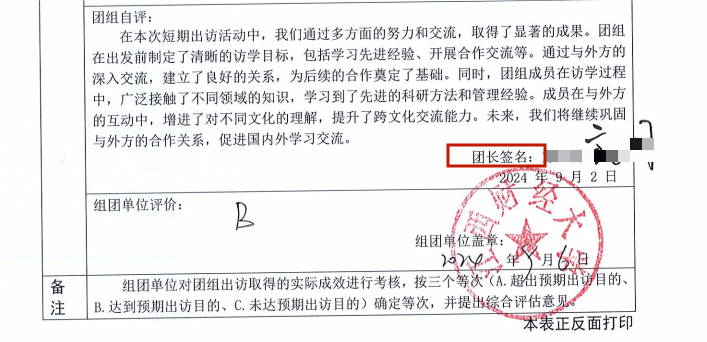 团组自评：
在本次短期出访活动中，我们通过多方面的努力和交流，取得了显著的成果。团组
在出发前制定了清晰的访学目标，包括学习先进经验、开展合作交流等。通过与外方的
深入交流，建立了良好的关系，为后续的合作奠定了基础。同时，团组成员在访学过程
中，广泛接触了不同领域的知识，学习到了先进的科研方法和管理经验。成员在与外方
的互动中，增进了对不同文化的理解，提升了跨文化交流能力。未来，我们将继续巩固
与外方的合作关系，促进国内外学习交流。
团长签名：
2024 年 9 月 2 日
组团单位评价：
B
组团单位盖章：
江西财经大学
2024 年 9 月 6 日
备注
组团单位对团组出访取得的实际成效进行考核，按三个等次（A.超出预期出访目的、
B.达到预期出访目的、C.未达预期出访目的）确定等次，并提出综合评估意见。
本表正反面打印